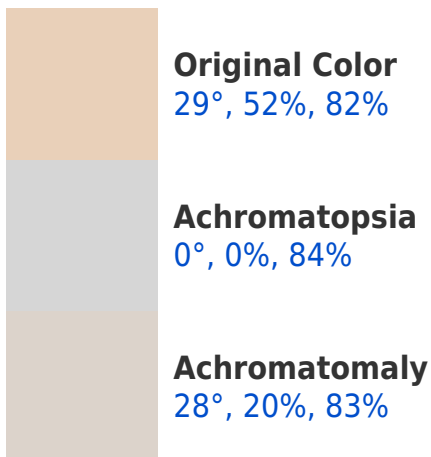 Original Color
29°, 52%, 82%
Achromatopsia
0°, 0%, 84%
Achromatomaly
28°, 20%, 83%